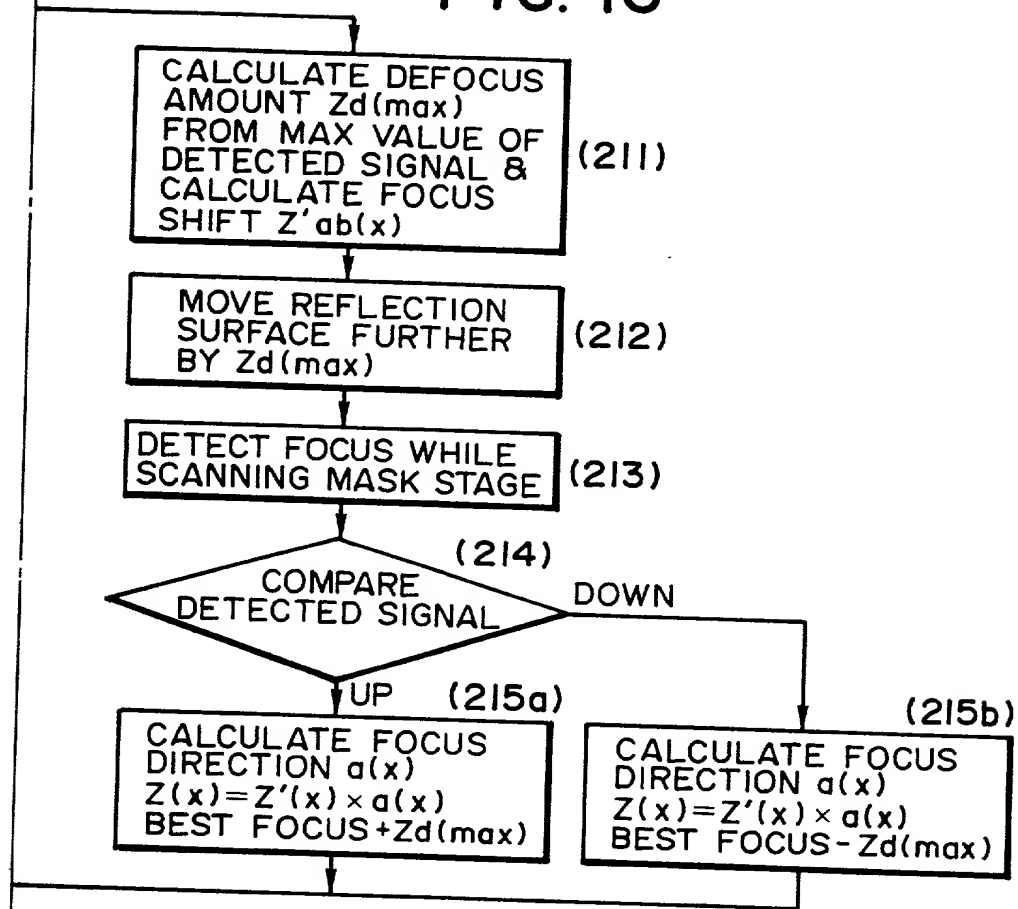 CALCULATE DEFOCUS
AMOUNT Zd(max)
FROM MAX VALUE OF
DETECTED SIGNAL &
CALCULATE FOCUS
SHIFT Z'ab(x)
(211)
MOVE REFLECTION
SURFACE FURTHER
BY Zd(max)
(212)
DETECT FOCUS WHILE
SCANNING MASK STAGE
(213)
(214)
COMPARE
DETECTED SIGNAL
DOWN
UP
(215a)
CALCULATE FOCUS
DIRECTION a(x)
Z(x)=Z'(x)×a(x)
BEST FOCUS+Zd(max)
(215b)
CALCULATE FOCUS
DIRECTION a(x)
Z(x)=Z'(x)×a(x)
BEST FOCUS-Zd(max)